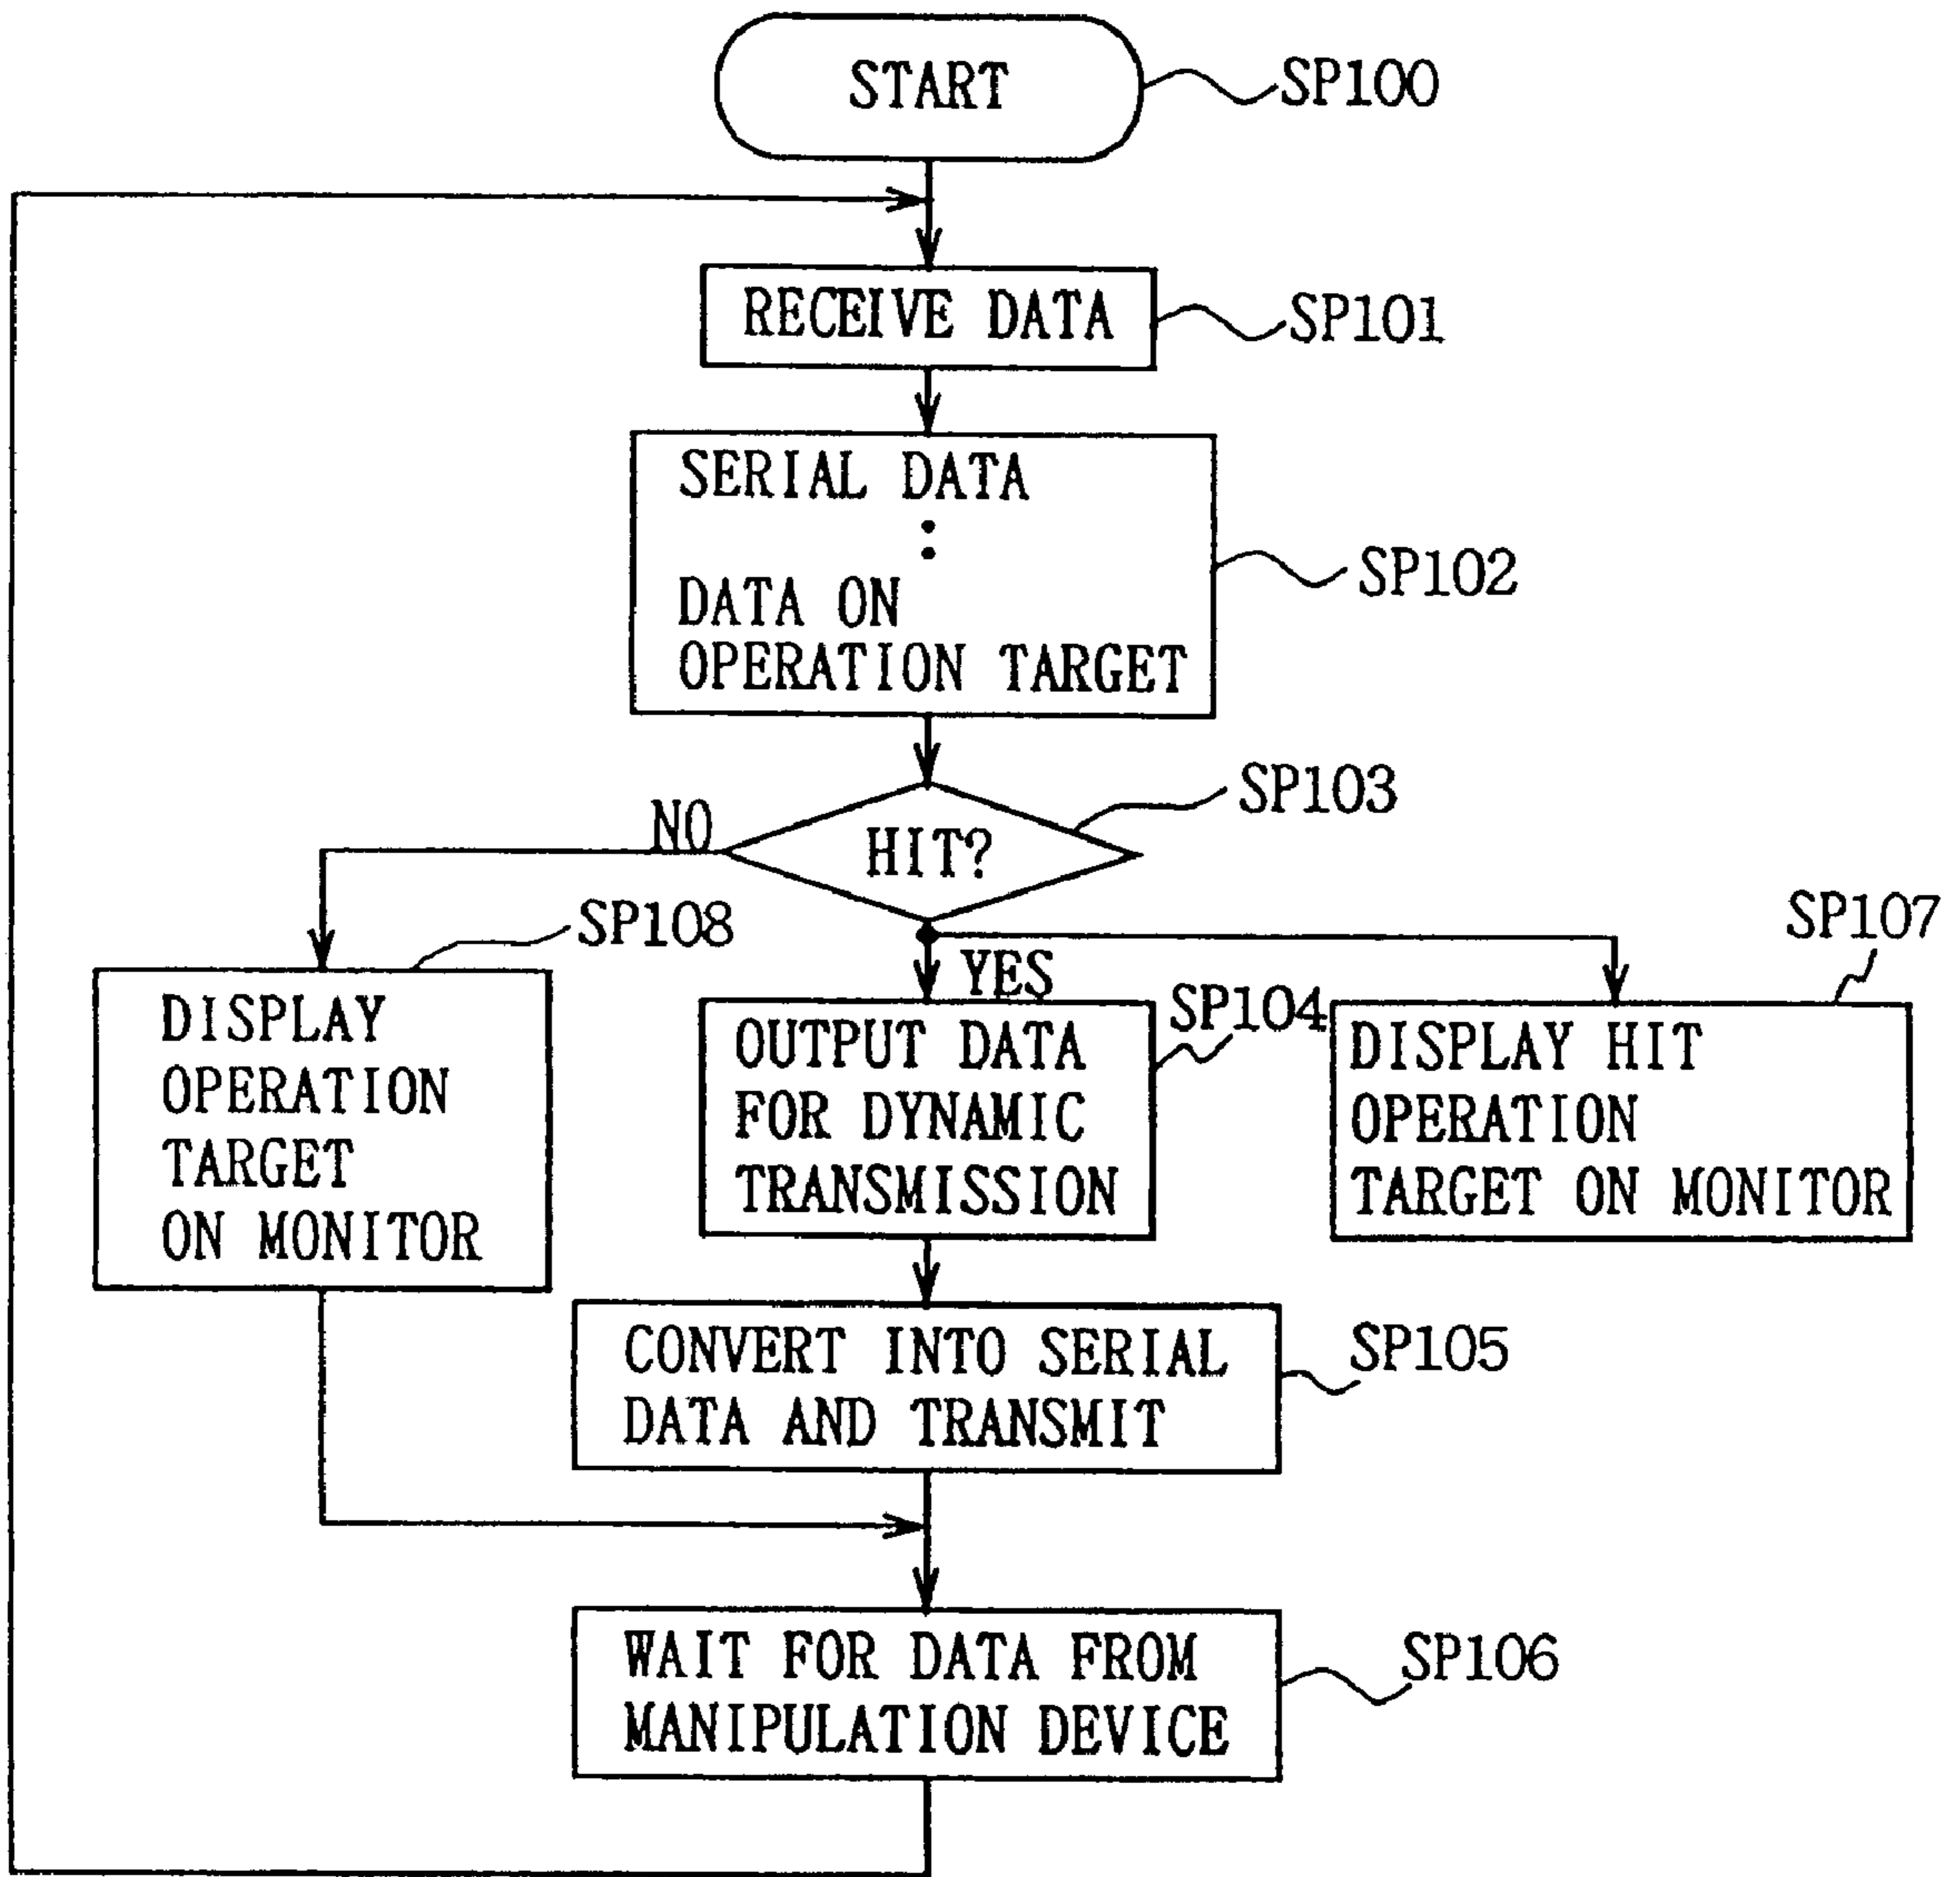 START
SP100
RECEIVE DATA
SP101
SERIAL DATA
:
DATA ON
OPERATION TARGET
SP102
HIT?
SP103
NO
YES
SP108
DISPLAY
OPERATION
TARGET
ON MONITOR
SP104
OUTPUT DATA
FOR DYNAMIC
TRANSMISSION
SP107
DISPLAY HIT
OPERATION
TARGET ON MONITOR
CONVERT INTO SERIAL
DATA AND TRANSMIT
SP105
WAIT FOR DATA FROM
MANIPULATION DEVICE
SP106